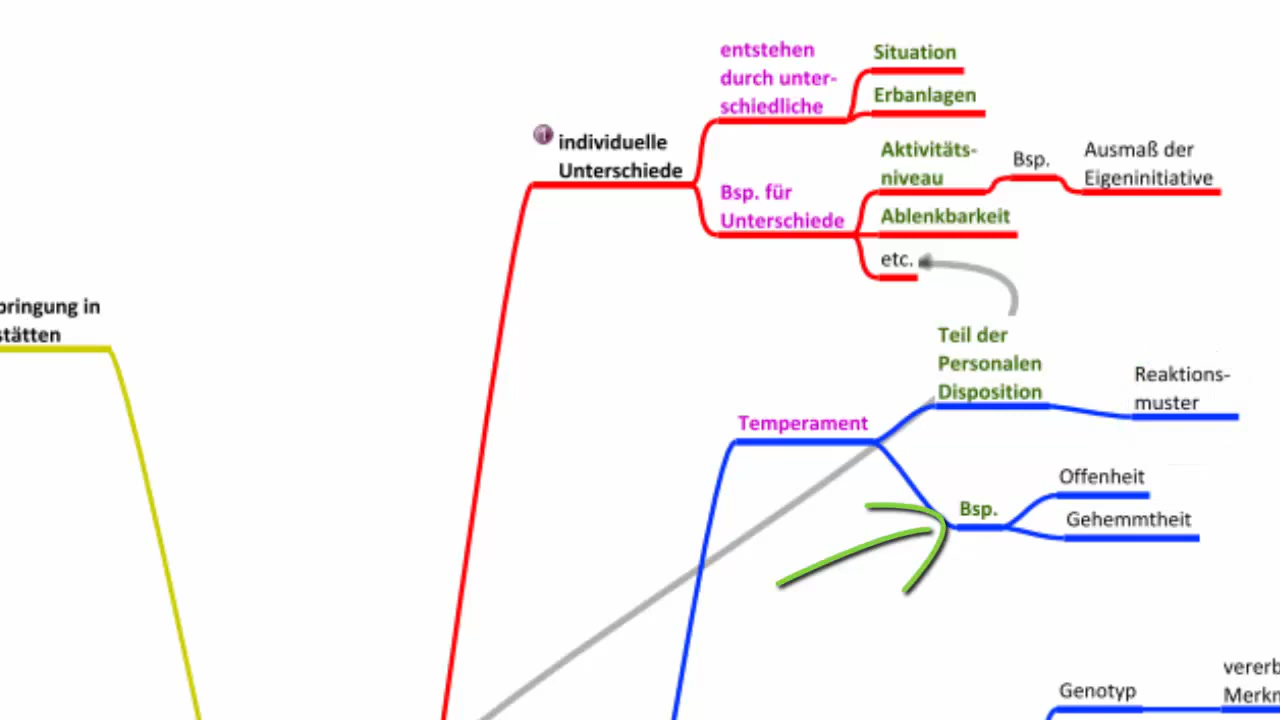 entstehen
durch unter-
schiedliche
Situation
Erbanlagen
individuelle
Unterschiede
Bsp. für
Unterschiede
Aktivitäts-
niveau
Bsp.
Ausmaß der
Eigeninitiative
Ablenkbarkeit
etc.
pringung in
stätten
Temperament
Teil der
Personalen
Disposition
Reaktions-
muster
Bsp.
Offenheit
Gehemmtheit
Genotyp
vererb
Merkm